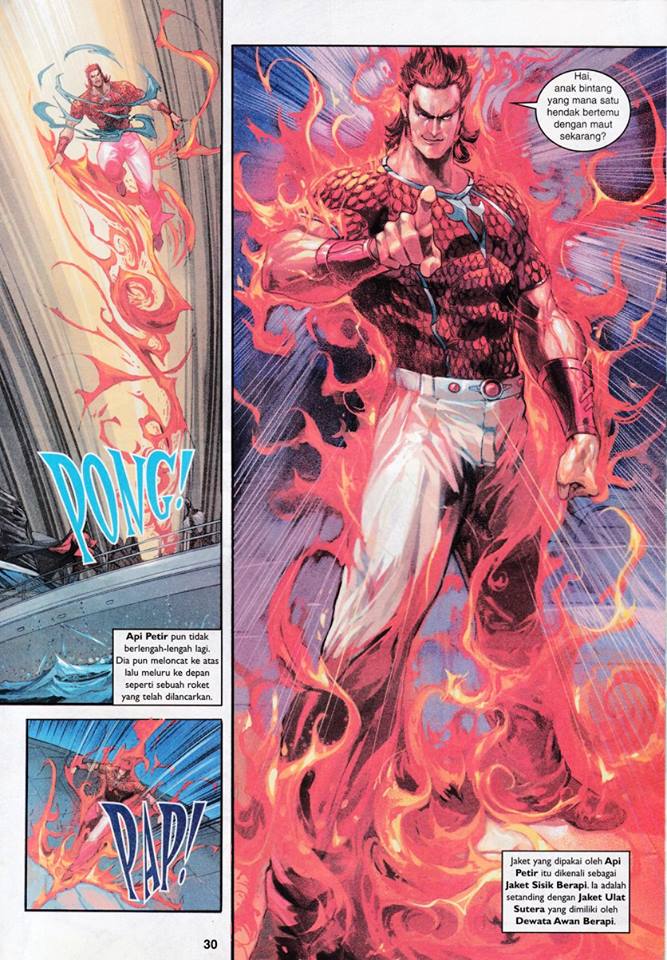 PONG!
Api Petir pun tidak
berlengah-lengah lagi.
Dia pun meloncat ke atas
lalu meluru ke depan
seperti sebuah roket
yang telah dilancarkan.
PAP!
Hai,
anak bintang
yang mana satu
hendak bertemu
dengan maut
sekarang?
Jaket yang dipakai oleh Api
Petir itu dikenali sebagai
Jaket Sisik Berapi. Ia adalah
setanding dengan Jaket Ulat
Sutera yang dimiliki oleh
Dewata Awan Berapi.
30